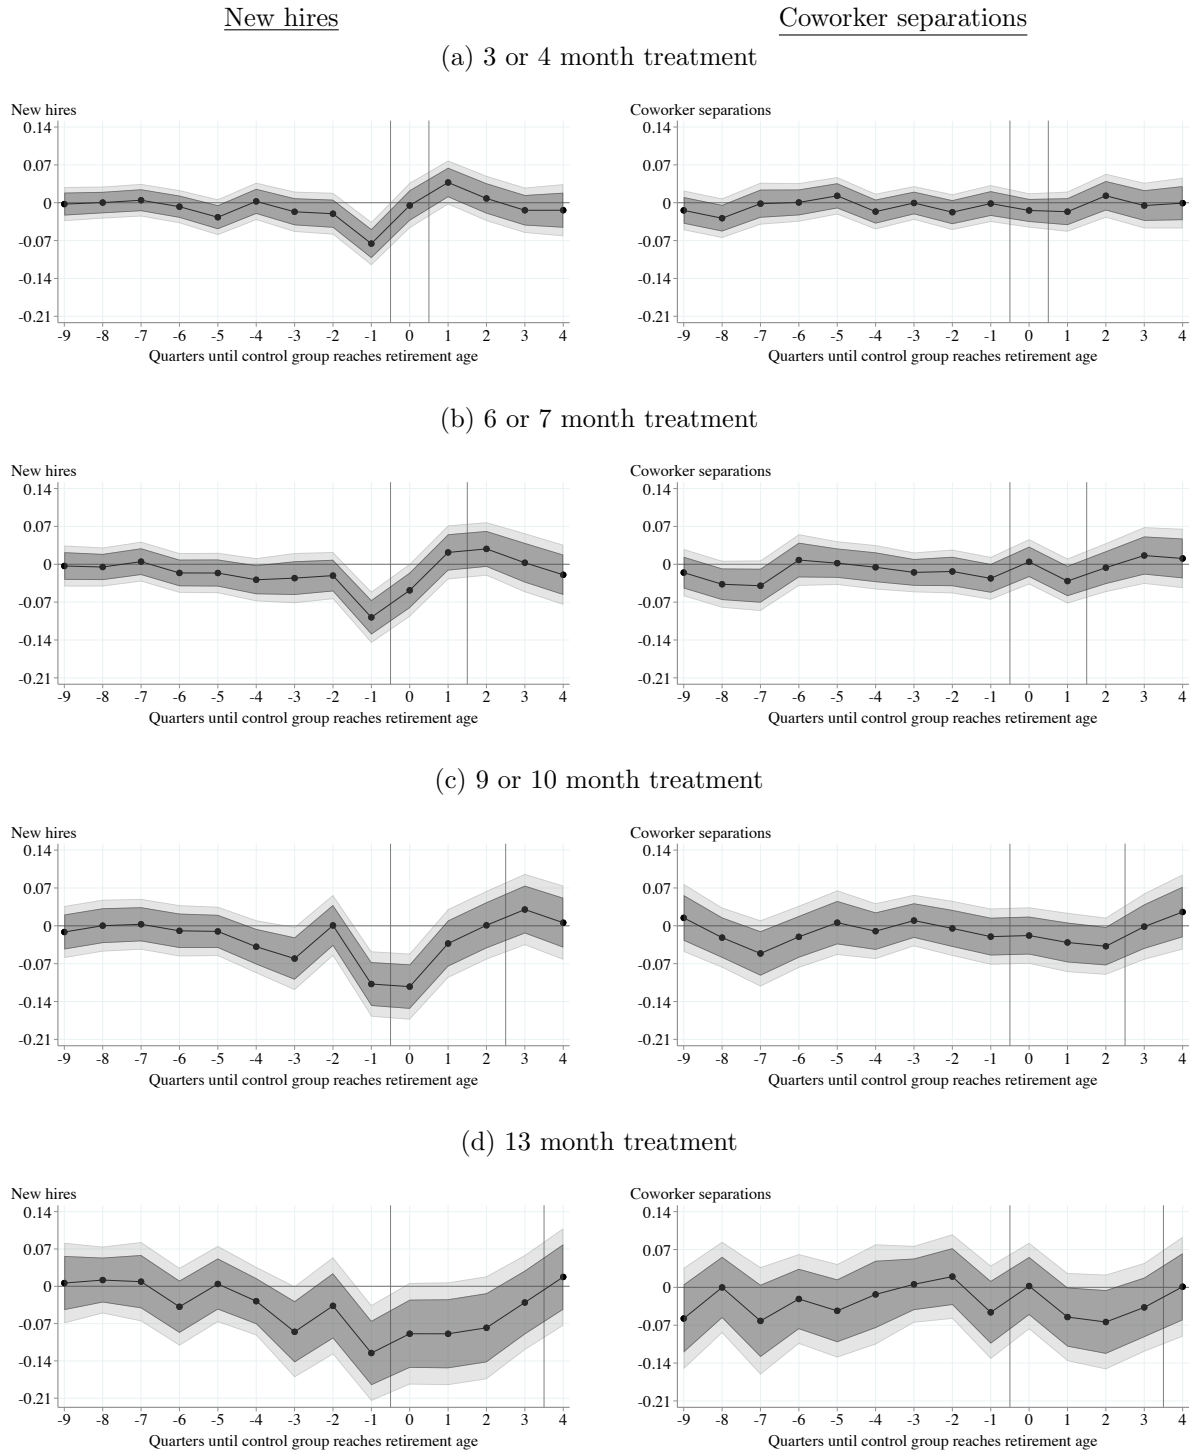 New hires
Coworker separations
(a) 3 or 4 month treatment
New hires
0.14
0.07
0
-0.07
-0.14
-0.21
-9 -8 -7 -6 -5 -4 -3 -2 -1 0 1 2 3 4
Quarters until control group reaches retirement age
Coworker separations
0.14
0.07
0
-0.07
-0.14
-0.21
-9 -8 -7 -6 -5 -4 -3 -2 -1 0 1 2 3 4
Quarters until control group reaches retirement age
(b) 6 or 7 month treatment
New hires
0.14
0.07
0
-0.07
-0.14
-0.21
-9 -8 -7 -6 -5 -4 -3 -2 -1 0 1 2 3 4
Quarters until control group reaches retirement age
Coworker separations
0.14
0.07
0
-0.07
-0.14
-0.21
-9 -8 -7 -6 -5 -4 -3 -2 -1 0 1 2 3 4
Quarters until control group reaches retirement age
(c) 9 or 10 month treatment
New hires
0.14
0.07
0
-0.07
-0.14
-0.21
-9 -8 -7 -6 -5 -4 -3 -2 -1 0 1 2 3 4
Quarters until control group reaches retirement age
Coworker separations
0.14
0.07
0
-0.07
-0.14
-0.21
-9 -8 -7 -6 -5 -4 -3 -2 -1 0 1 2 3 4
Quarters until control group reaches retirement age
(d) 13 month treatment
New hires
0.14
0.07
0
-0.07
-0.14
-0.21
-9 -8 -7 -6 -5 -4 -3 -2 -1 0 1 2 3 4
Quarters until control group reaches retirement age
Coworker separations
0.14
0.07
0
-0.07
-0.14
-0.21
-9 -8 -7 -6 -5 -4 -3 -2 -1 0 1 2 3 4
Quarters until control group reaches retirement age